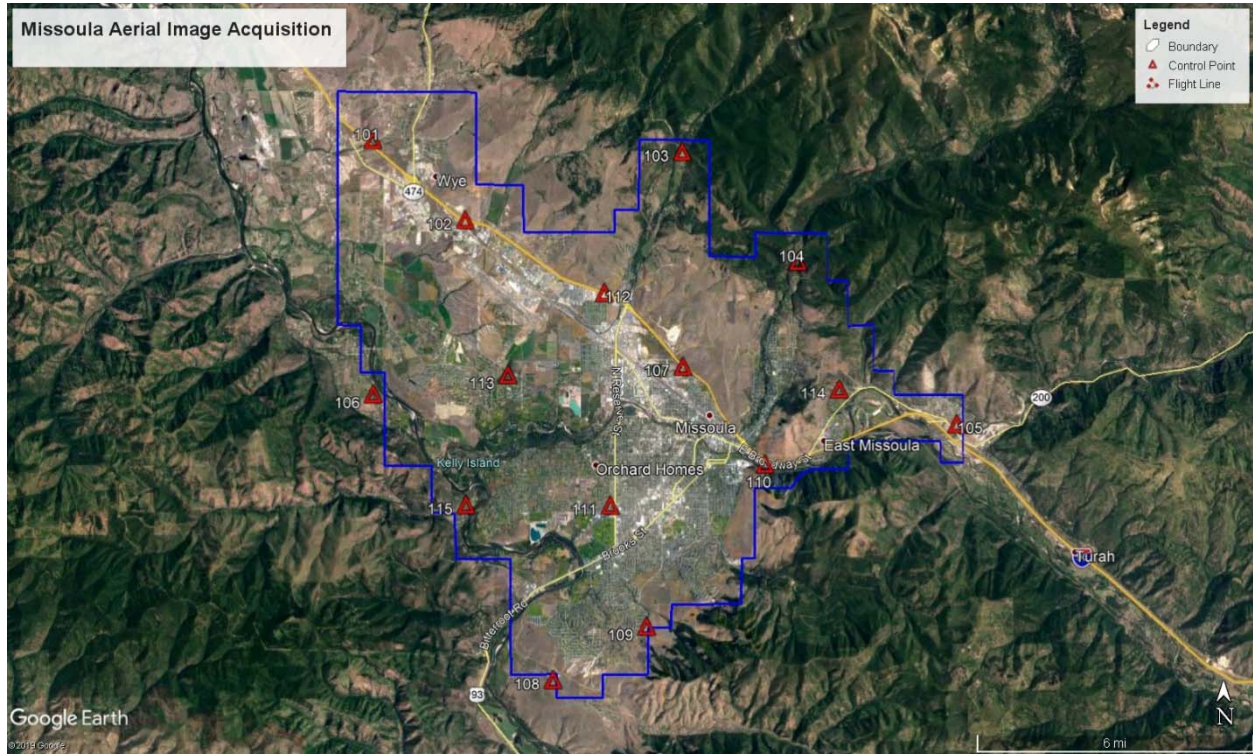 Missoula Aerial Image Acquisition
Legend
Boundary
Control Point
Flight Line
101
103
Wye
474
102
104
112
107
113
114
106
200
N Reserve St
Missoula
105
East Missoula
E Broadway St
Kelly Island
Orchard Homes
110
115
111
Brooks St
Turah
Bitterroot Rd
109
108
93
N
Google Earth
©2019 Google
6 mi